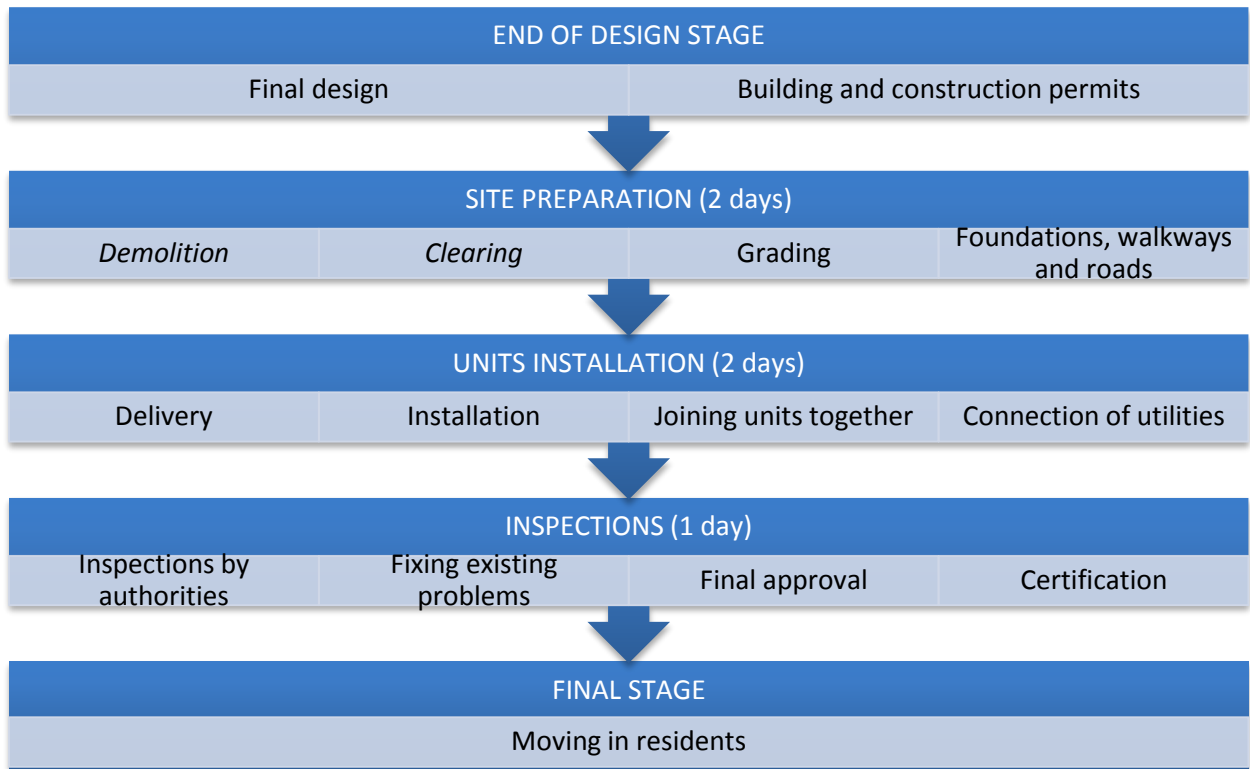 END OF DESIGN STAGE
Final design
Building and construction permits
SITE PREPARATION (2 days)
Demolition
Clearing
Grading
Foundations, walkways
and roads
UNITS INSTALLATION (2 days)
Delivery
Installation
Joining units together
Connection of utilities
INSPECTIONS (1 day)
Inspections by
authorities
Fixing existing
problems
Final approval
Certification
FINAL STAGE
Moving in residents